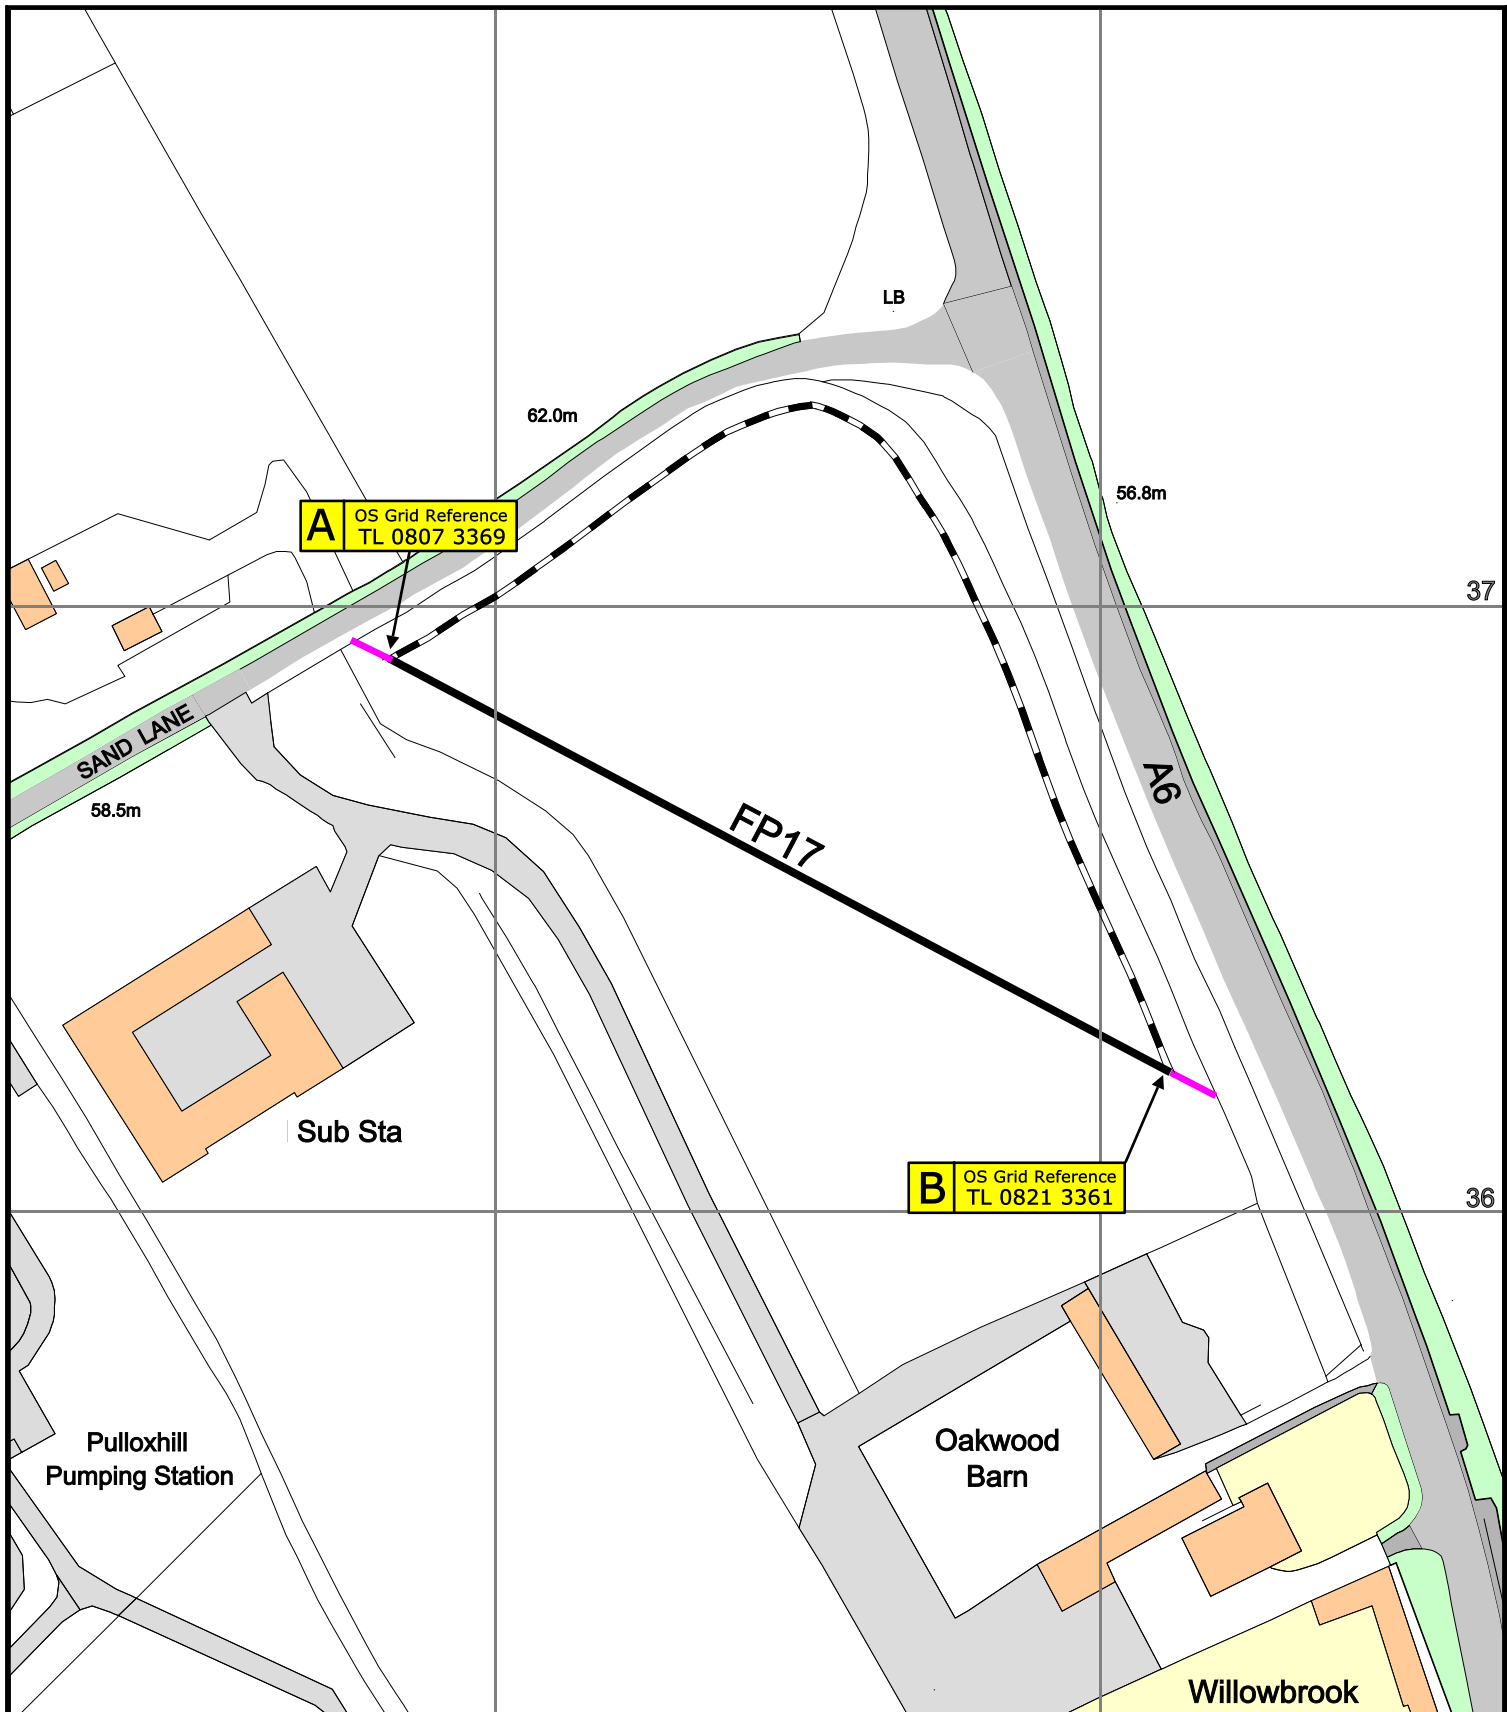 LB
62.0m
56.8m
A
OS Grid Reference
TL 0807 3369
37
SAND LANE
58.5m
A6
FP17
Sub Sta
B
OS Grid Reference
TL 0821 3361
36
Pulloxhill
Pumping Station
Oakwood
Barn
Willowbrook